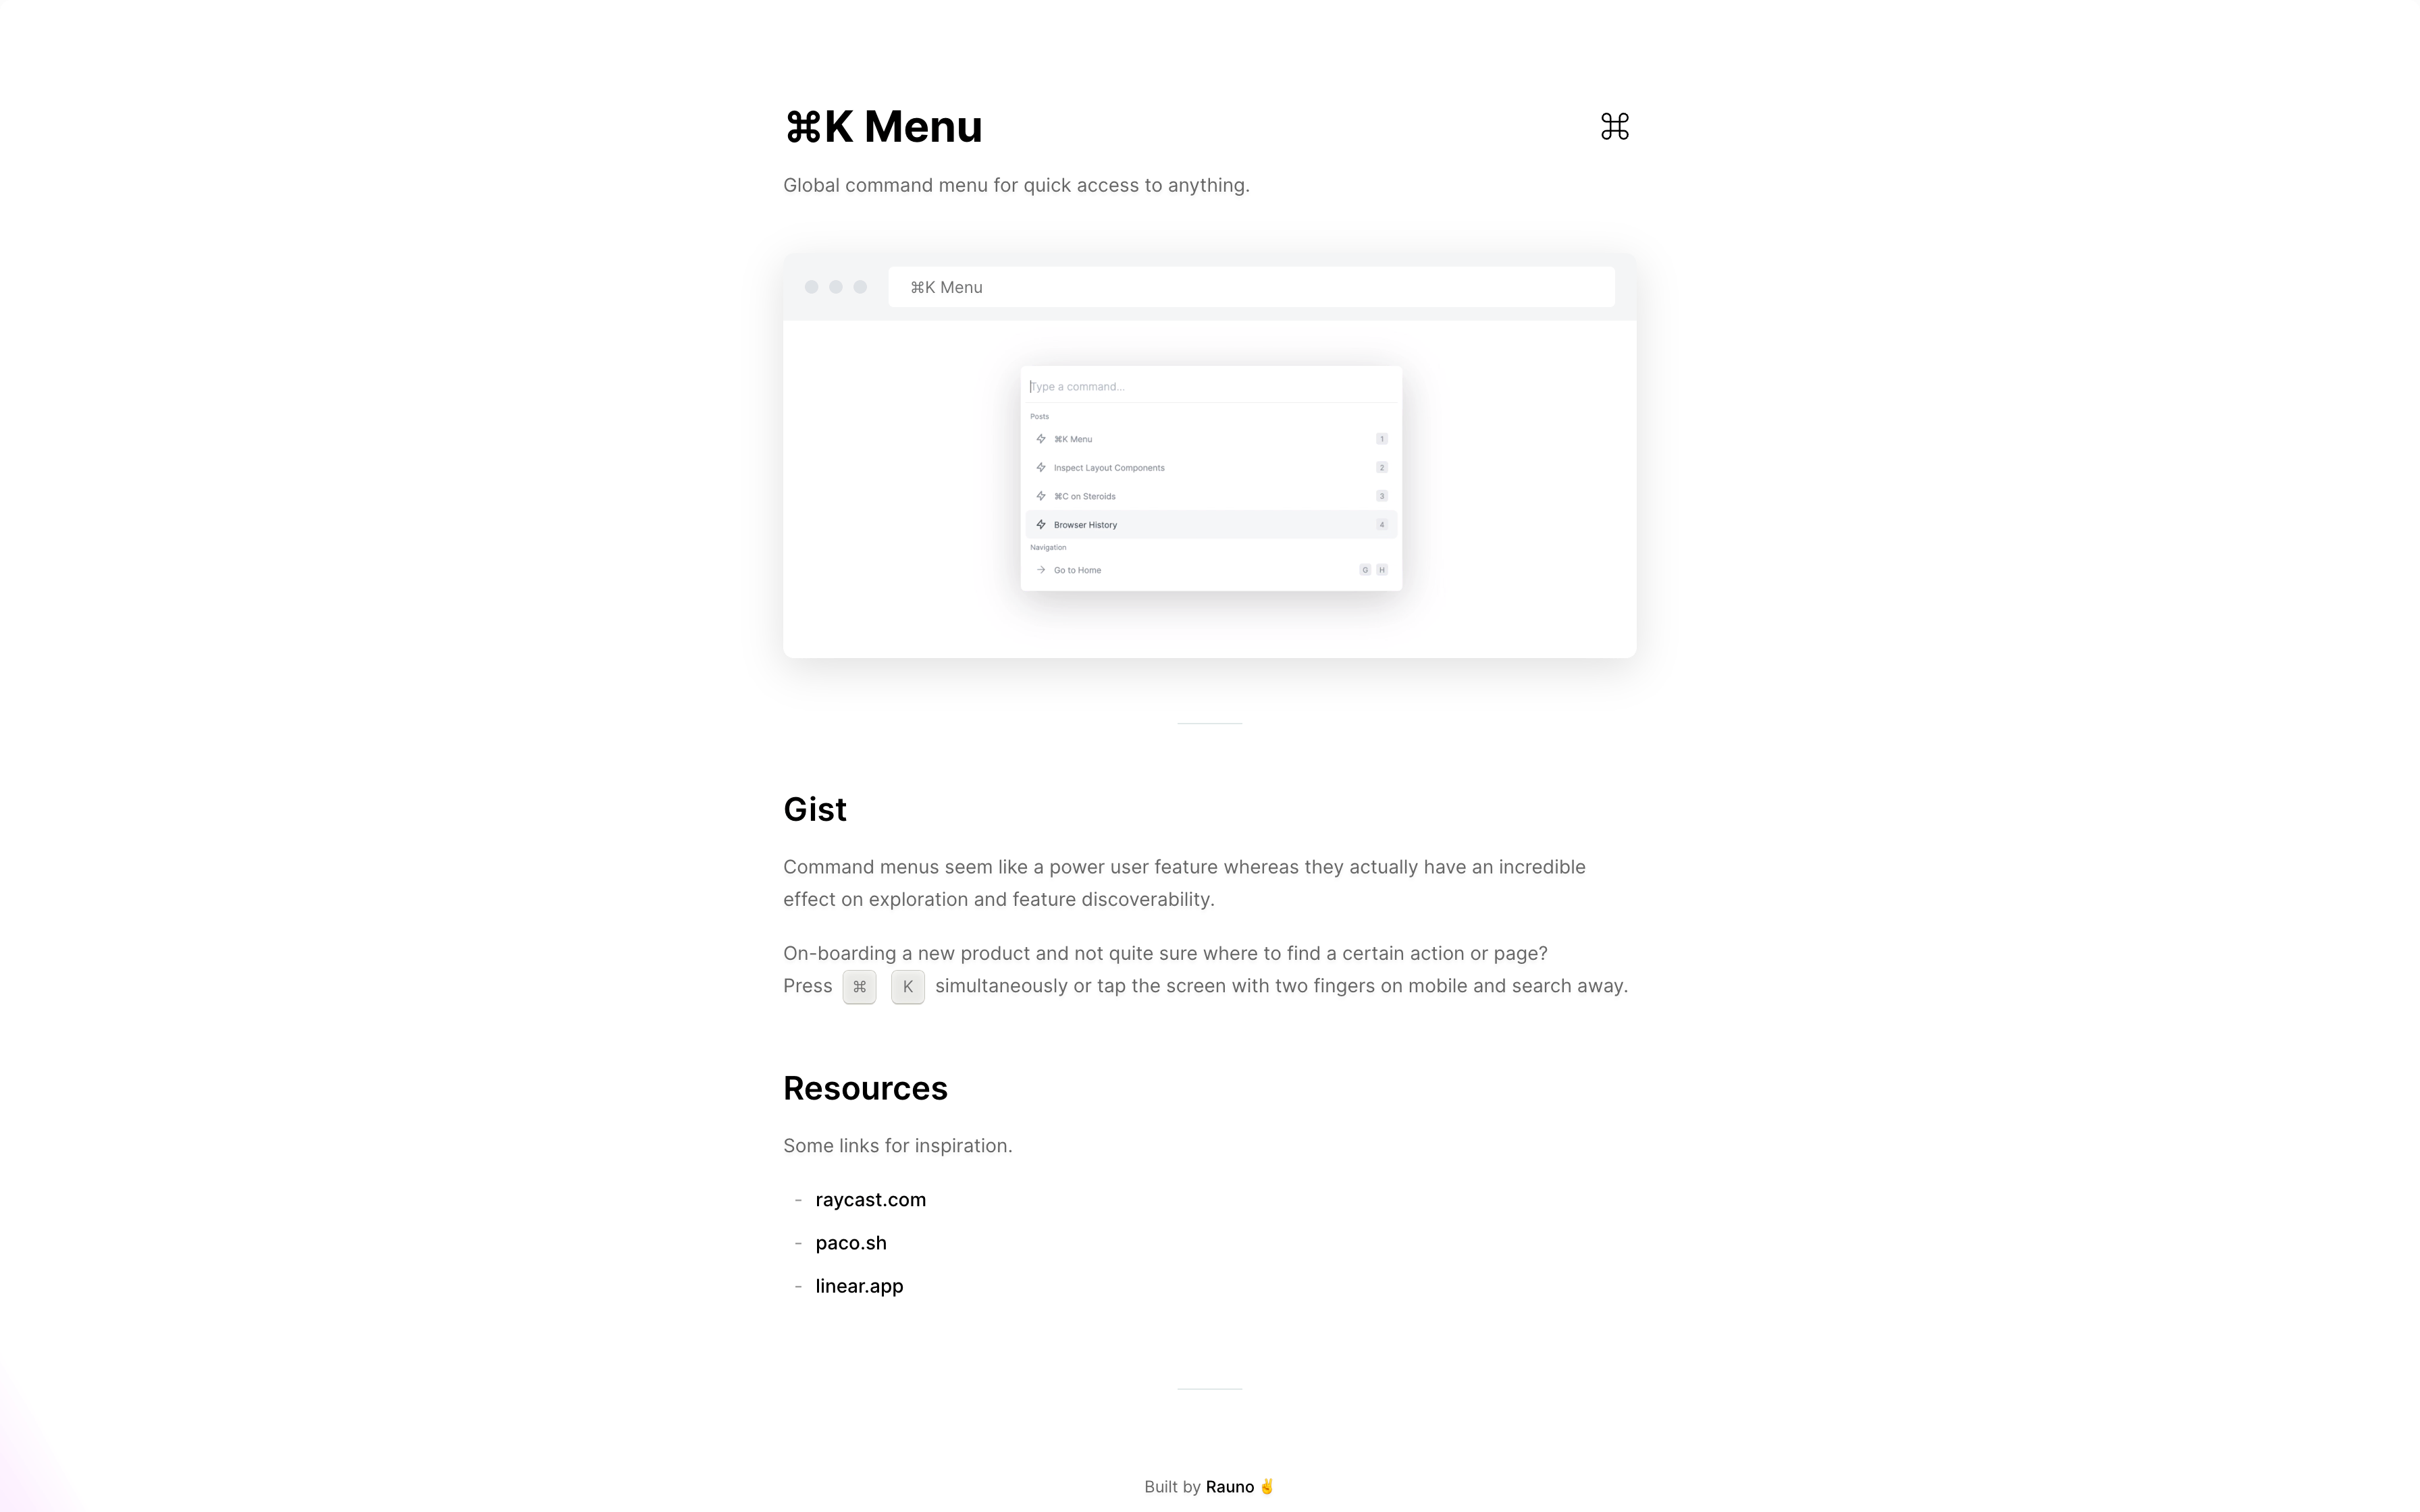 ⌘K Menu
⌘
Global command menu for quick access to anything.
⌘K Menu
Type a command...
Posts
⌘K Menu 1
Inspect Layout Components 2
⌘C on Steroids 3
Browser History 4
Navigation
Go to Home G H
Gist
Command menus seem like a power user feature whereas they actually have an incredible
effect on exploration and feature discoverability.
On-boarding a new product and not quite sure where to find a certain action or page?
Press ⌘ K simultaneously or tap the screen with two fingers on mobile and search away.
Resources
Some links for inspiration.
- raycast.com
- paco.sh
- linear.app
Built by Rauno ✌️